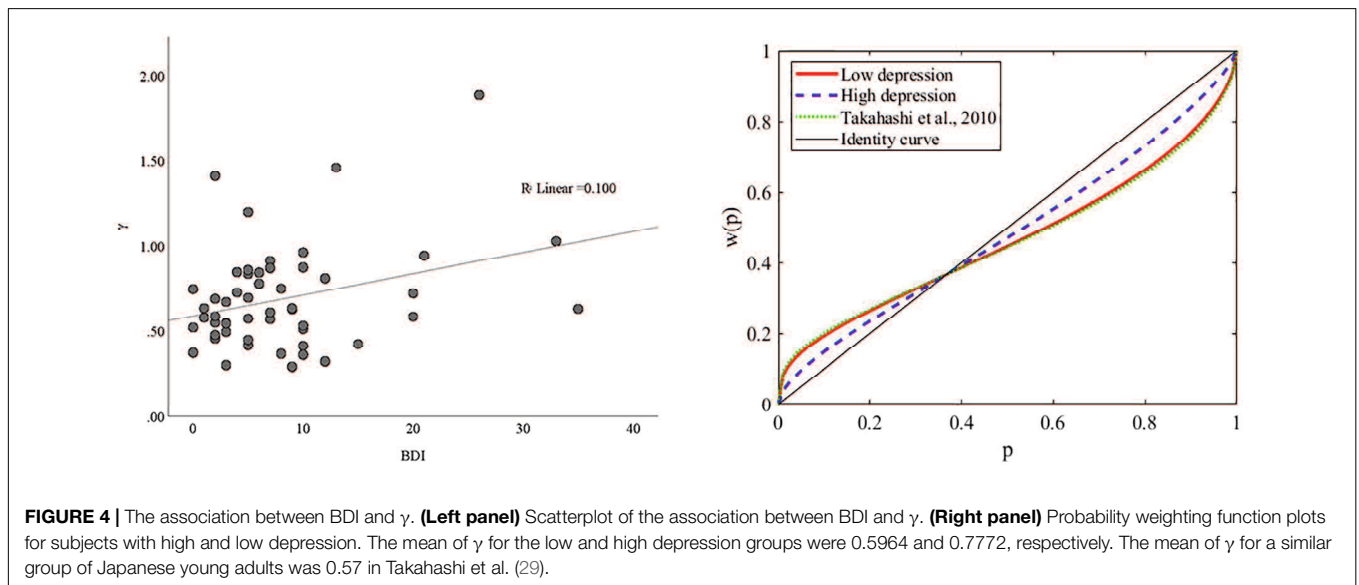 2.00
1.50
1.00
.50
.00
γ
R² Linear =0.100
0 10 20 30 40
BDI
1
0.8
0.6
0.4
0.2
0
w(p)
Low depression
High depression
Takahashi et al., 2010
Identity curve
0 0.2 0.4 0.6 0.8 1
p
FIGURE 4 | The association between BDI and γ. (Left panel) Scatterplot of the association between BDI and γ. (Right panel) Probability weighting function plots
for subjects with high and low depression. The mean of γ for the low and high depression groups were 0.5964 and 0.7772, respectively. The mean of γ for a similar
group of Japanese young adults was 0.57 in Takahashi et al. (29).